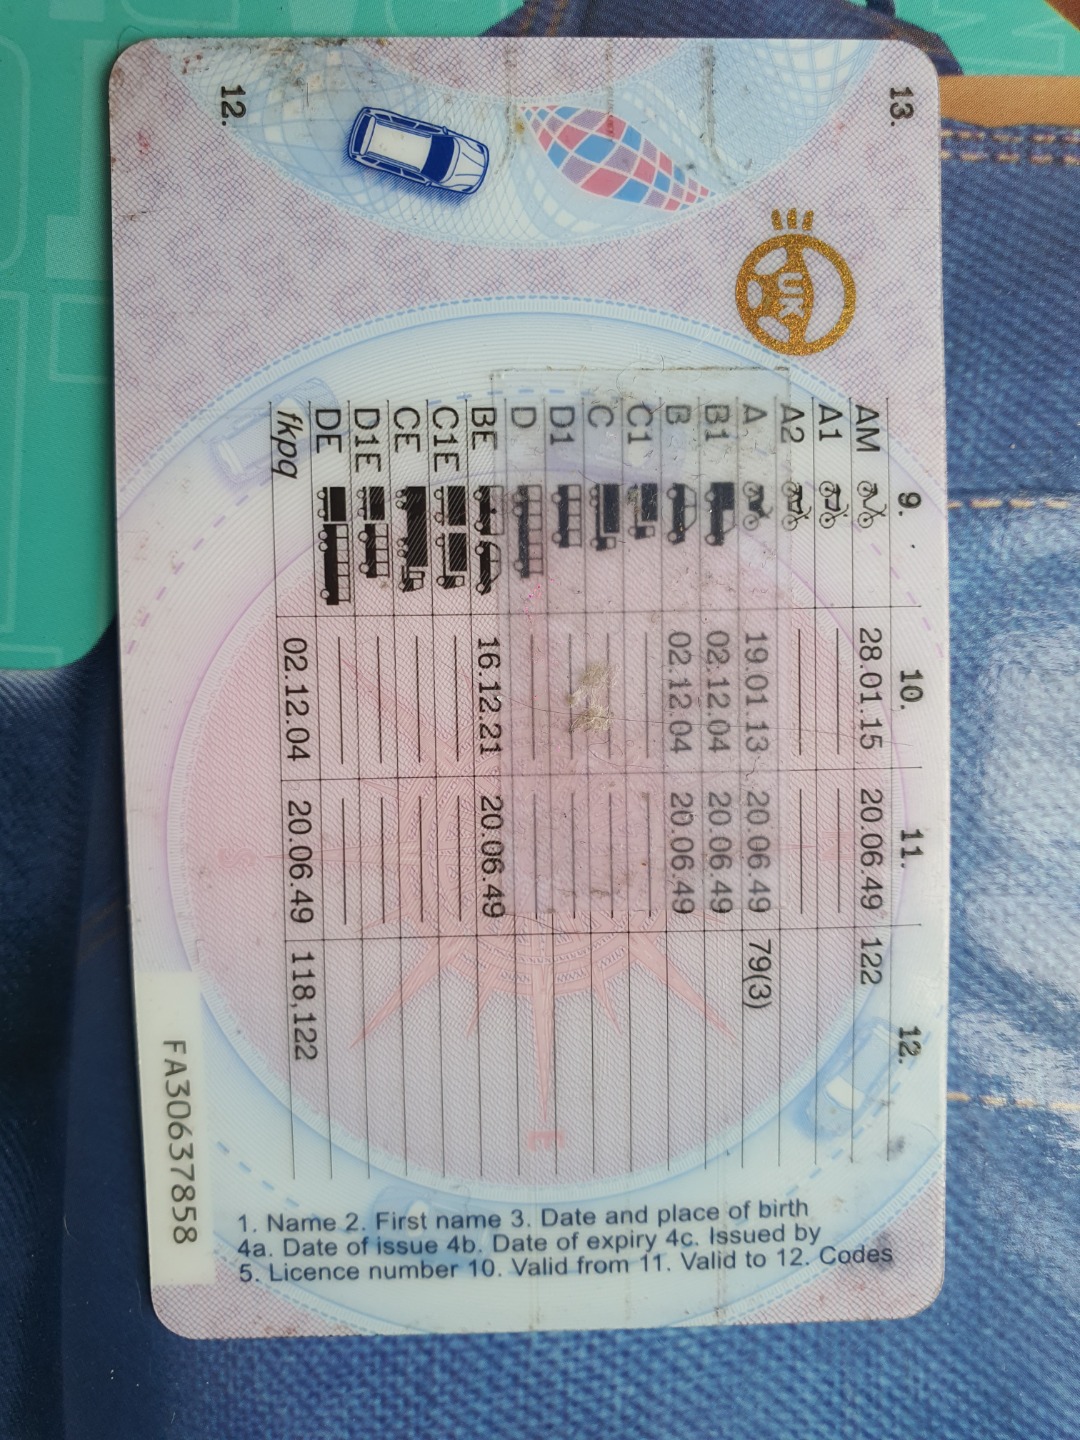 13.
12.
UK
9. 10. 11. 12.
AM 28.01.15 20.06.49 122
A1
A2
A 19.01.13 20.06.49 79(3)
B1 02.12.04 20.06.49
B 02.12.04 20.06.49
C1
C
D1
D
BE 16.12.21 20.06.49
C1E
CE
D1E
DE
fkpq 02.12.04 20.06.49 118,122
FA30637858
1. Name 2. First name 3. Date and place of birth
4a. Date of issue 4b. Date of expiry 4c. Issued by
5. Licence number 10. Valid from 11. Valid to 12. Codes